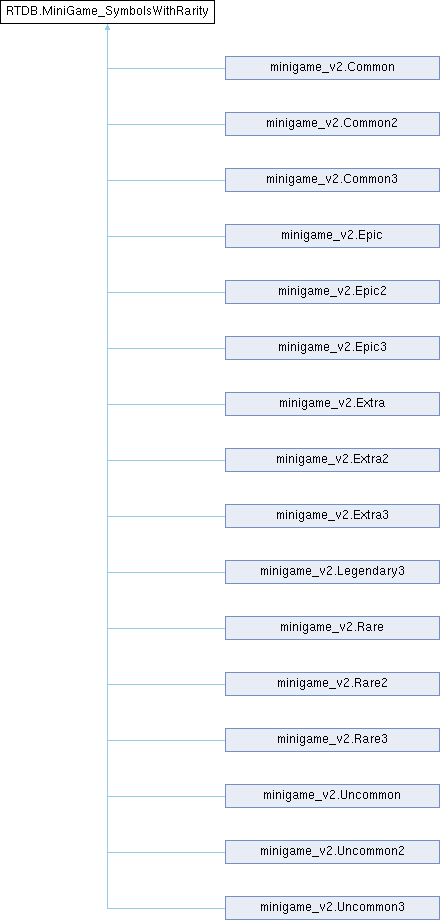 RTDB.MiniGame_SymbolsWithRarity
minigame_v2.Common
minigame_v2.Common2
minigame_v2.Common3
minigame_v2.Epic
minigame_v2.Epic2
minigame_v2.Epic3
minigame_v2.Extra
minigame_v2.Extra2
minigame_v2.Extra3
minigame_v2.Legendary3
minigame_v2.Rare
minigame_v2.Rare2
minigame_v2.Rare3
minigame_v2.Uncommon
minigame_v2.Uncommon2
minigame_v2.Uncommon3